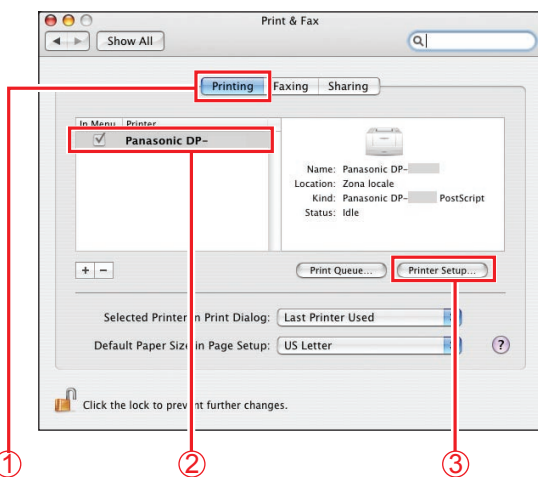 Print & Fax
Show All
Printing Faxing Sharing
In Menu Printer
Panasonic DP-
Name: Panasonic DP-
Location: Zona locale
Kind: Panasonic DP- PostScript
Status: Idle
+ −
Print Queue... Printer Setup...
Selected Printer in Print Dialog: Last Printer Used
Default Paper Size in Page Setup: US Letter ?
Click the lock to prevent further changes.
① ② ③